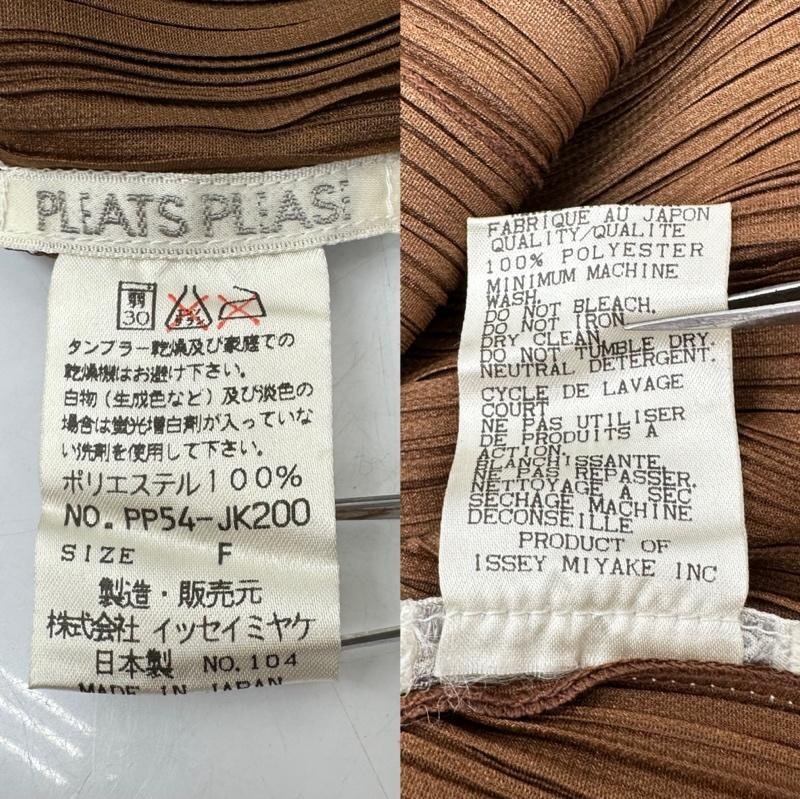 PLEATS PLEASE
弱
30
タンブラー乾燥及び家庭での
乾燥機はお避け下さい。
白物(生成色など)及び淡色の
場合は蛍光増白剤が入っていな
い洗剤を使用して下さい。
ポリエステル100%
NO. PP54-JK200
SIZE F
製造・販売元
株式会社 イッセイミヤケ
日本製 NO.104
MADE IN JAPAN
FABRIQUE AU JAPON
QUALITY/QUALITE
100% POLYESTER
MINIMUM MACHINE
WASH.
DO NOT BLEACH.
DO NOT IRON.
DRY CLEAN.
DO NOT TUMBLE DRY.
NEUTRAL DETERGENT.
CYCLE DE LAVAGE
COURT
NE PAS UTILISER
DE PRODUITS A
ACTION.
BLANCHISSANTE.
NE PAS REPASSER.
NETTOYAGE A SEC
SECHAGE MACHINE
DECONSEILLE
PRODUCT OF
ISSEY MIYAKE INC